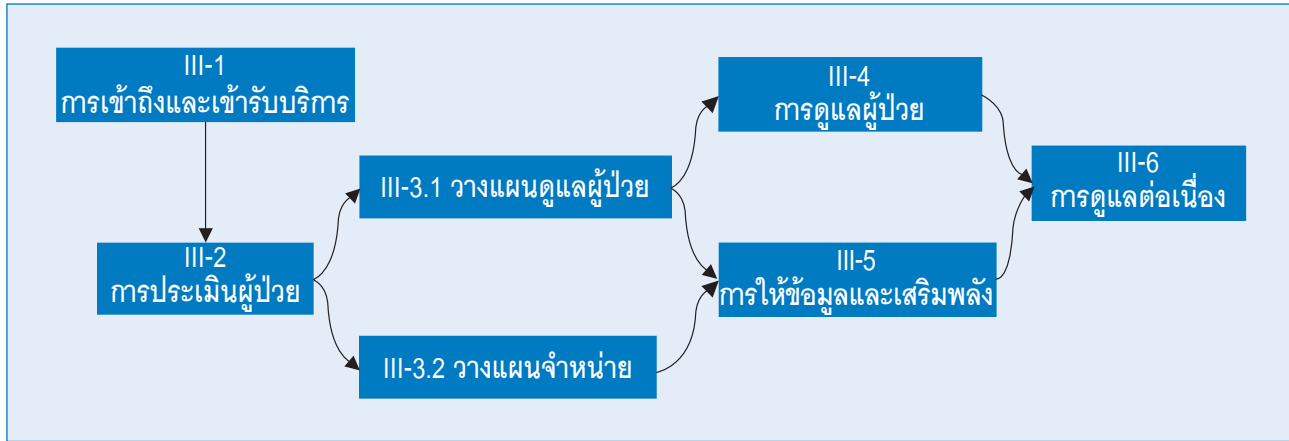 III-1
การเข้าถึงและเข้ารับบริการ
III-2
การประเมินผู้ป่วย
III-3.1 วางแผนดูแลผู้ป่วย
III-3.2 วางแผนจำหน่าย
III-4
การดูแลผู้ป่วย
III-5
การให้ข้อมูลและเสริมพลัง
III-6
การดูแลต่อเนื่อง